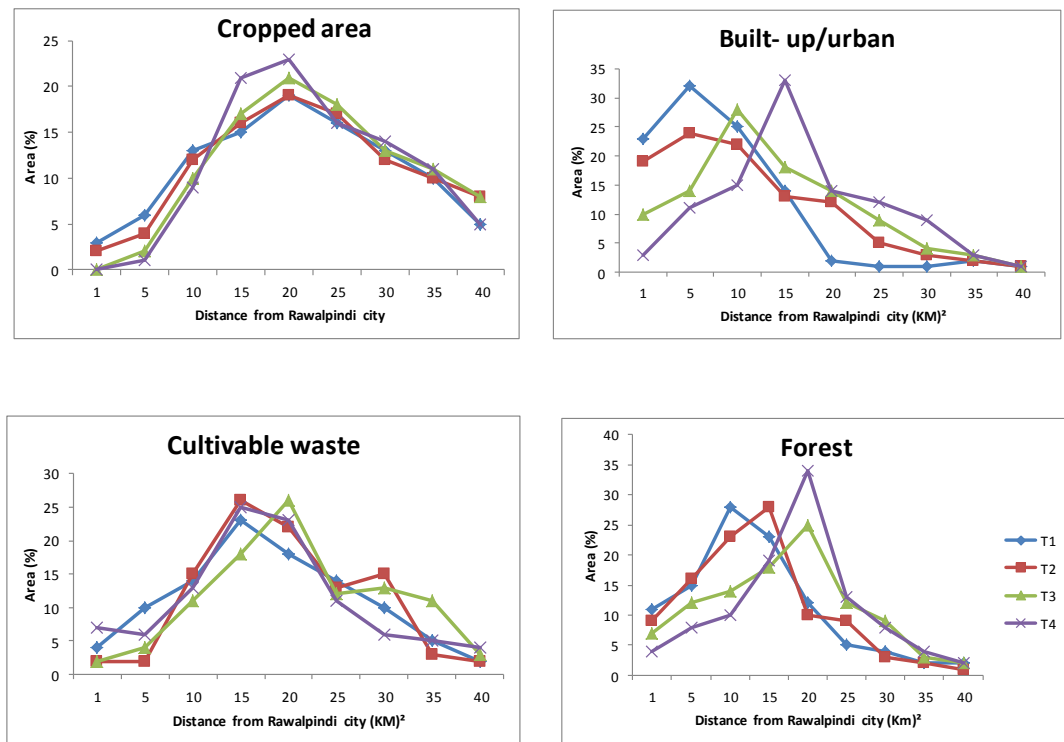 Cropped area
25
20
15
10
5
0
Area (%)
1 5 10 15 20 25 30 35 40
Distance from Rawalpindi city
Built- up/urban
35
30
25
20
15
10
5
0
Area (%)
1 5 10 15 20 25 30 35 40
Distance from Rawalpindi city (KM)²
Cultivable waste
30
25
20
15
10
5
0
Area (%)
1 5 10 15 20 25 30 35 40
Distance from Rawalpindi city (KM)²
Forest
40
35
30
25
20
15
10
5
0
Area (%)
1 5 10 15 20 25 30 35 40
Distance from Rawalpindi city (Km)²
T1
T2
T3
T4